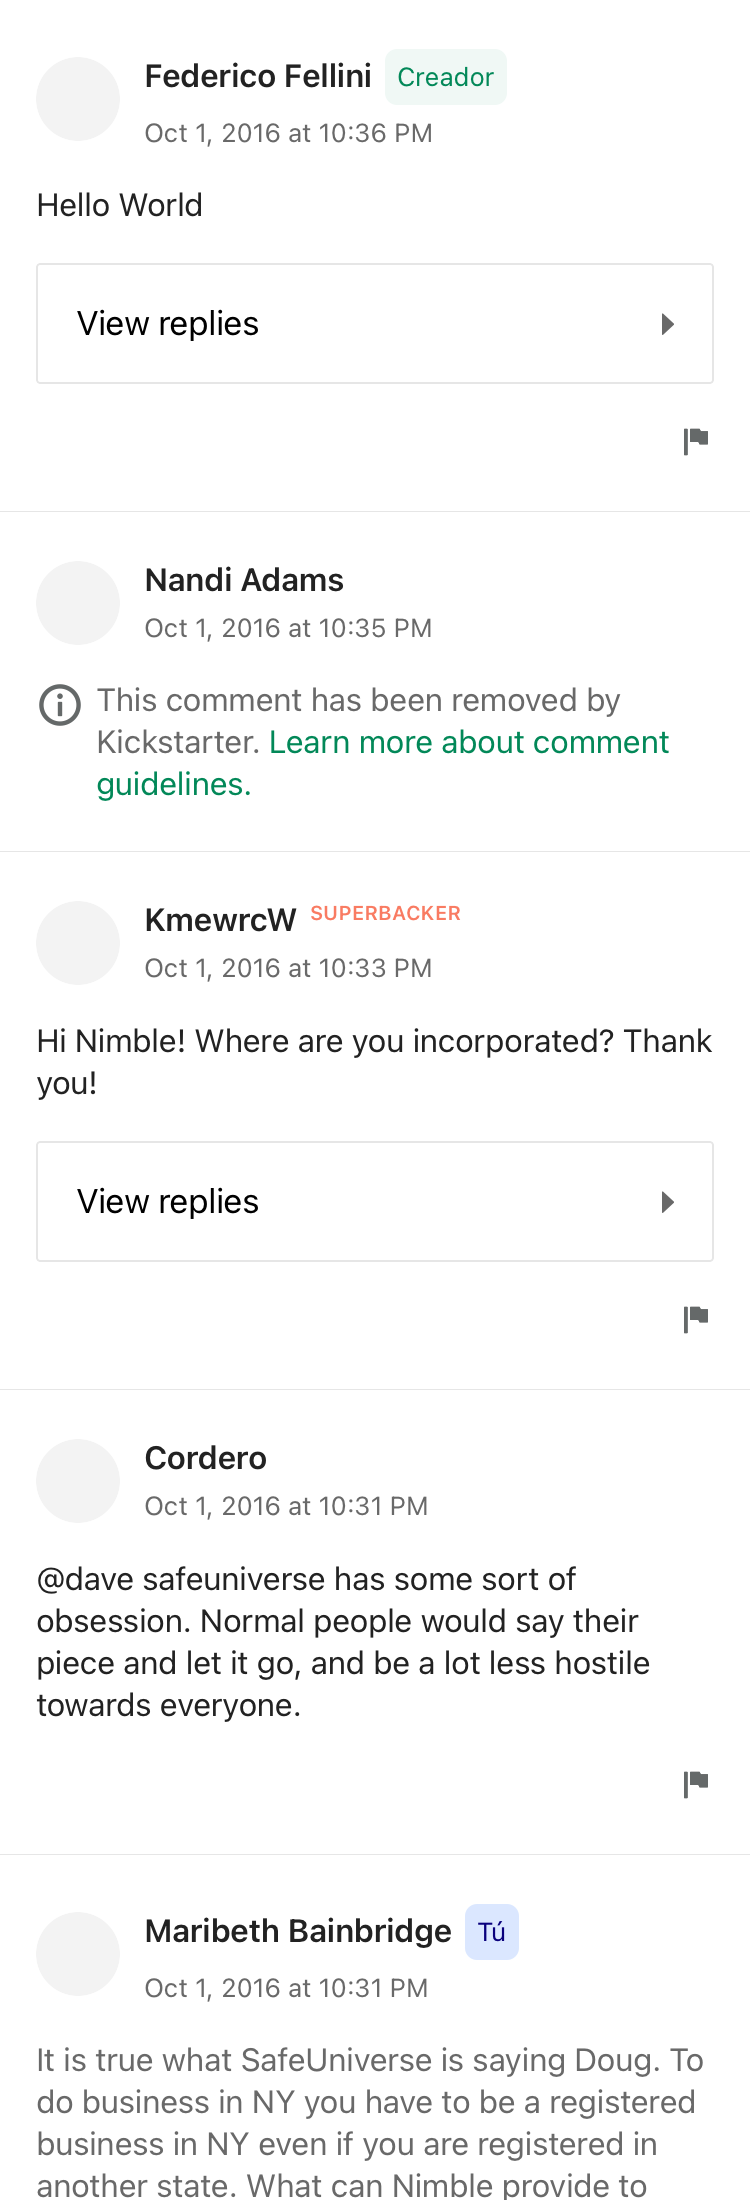 Federico Fellini Creador
Oct 1, 2016 at 10:36 PM
Hello World
View replies
Nandi Adams
Oct 1, 2016 at 10:35 PM
This comment has been removed by
Kickstarter. Learn more about comment
guidelines.
KmewrcW SUPERBACKER
Oct 1, 2016 at 10:33 PM
Hi Nimble! Where are you incorporated? Thank
you!
View replies
Cordero
Oct 1, 2016 at 10:31 PM
@dave safeuniverse has some sort of
obsession. Normal people would say their
piece and let it go, and be a lot less hostile
towards everyone.
Maribeth Bainbridge Tú
Oct 1, 2016 at 10:31 PM
It is true what SafeUniverse is saying Doug. To
do business in NY you have to be a registered
business in NY even if you are registered in
another state. What can Nimble provide to